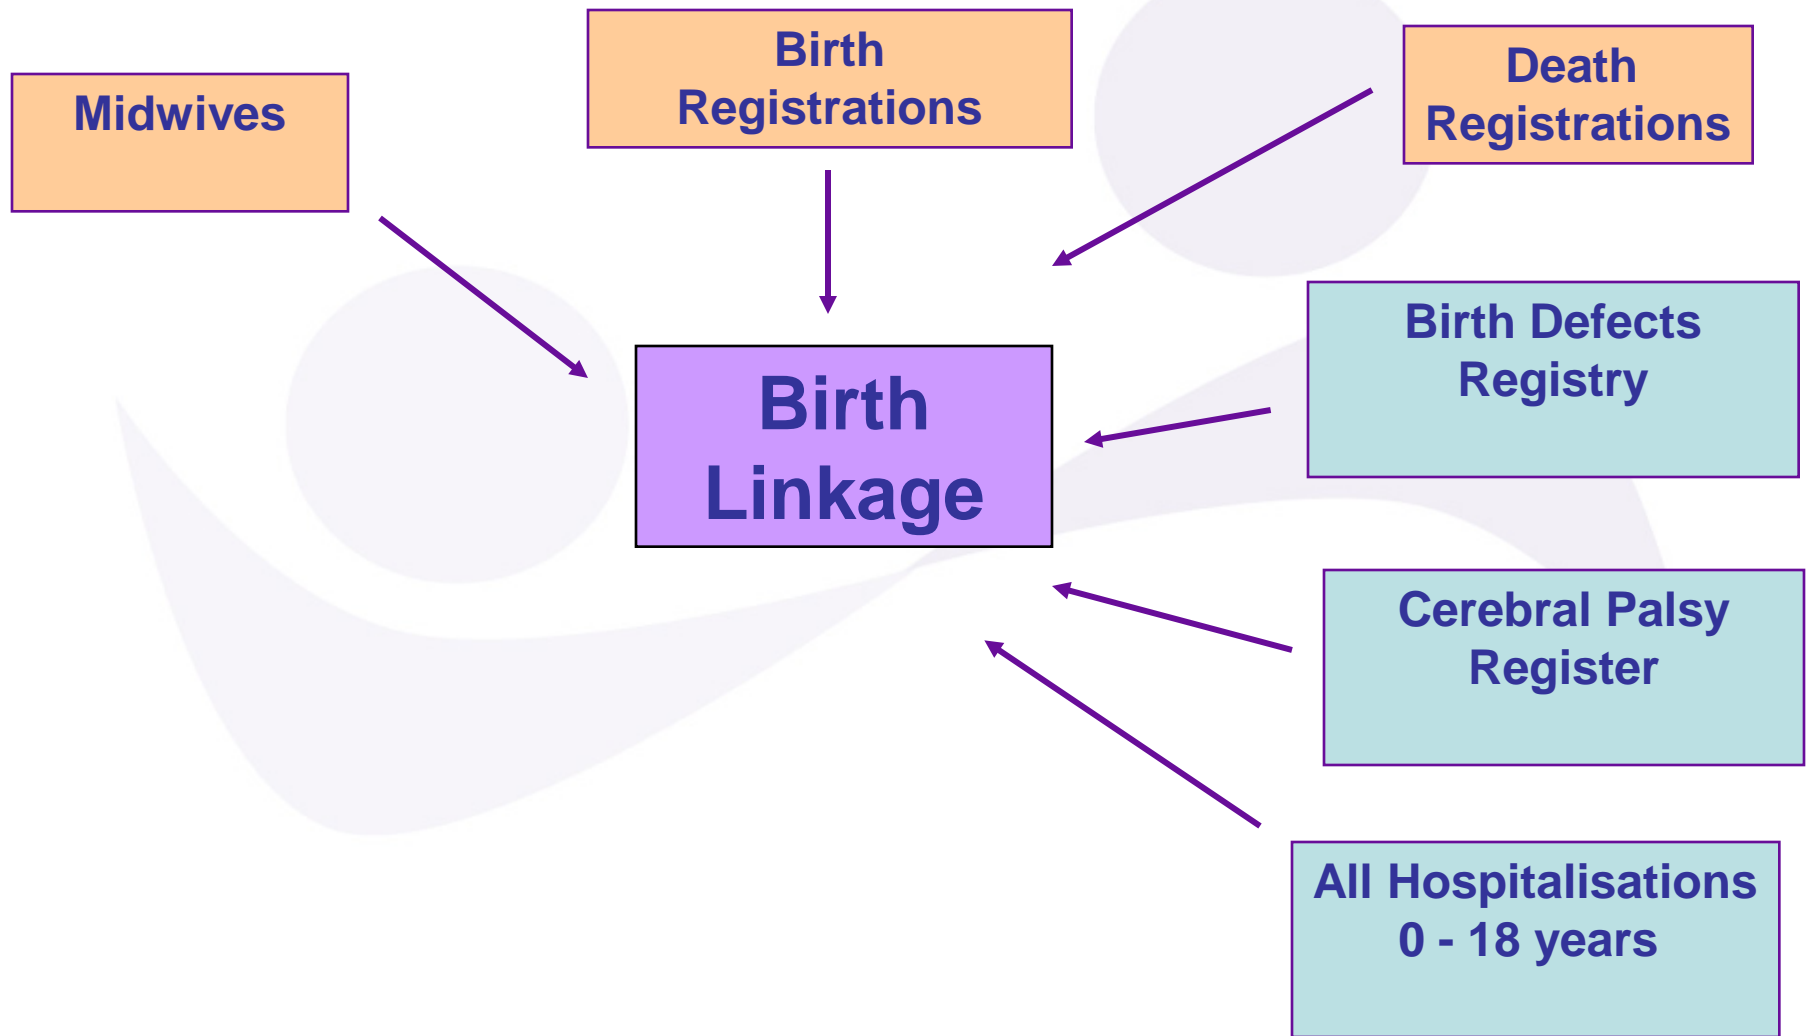 Midwives
Birth
Registrations
Death
Registrations
Birth
Linkage
Birth Defects
Registry
Cerebral Palsy
Register
All Hospitalisations
0 - 18 years